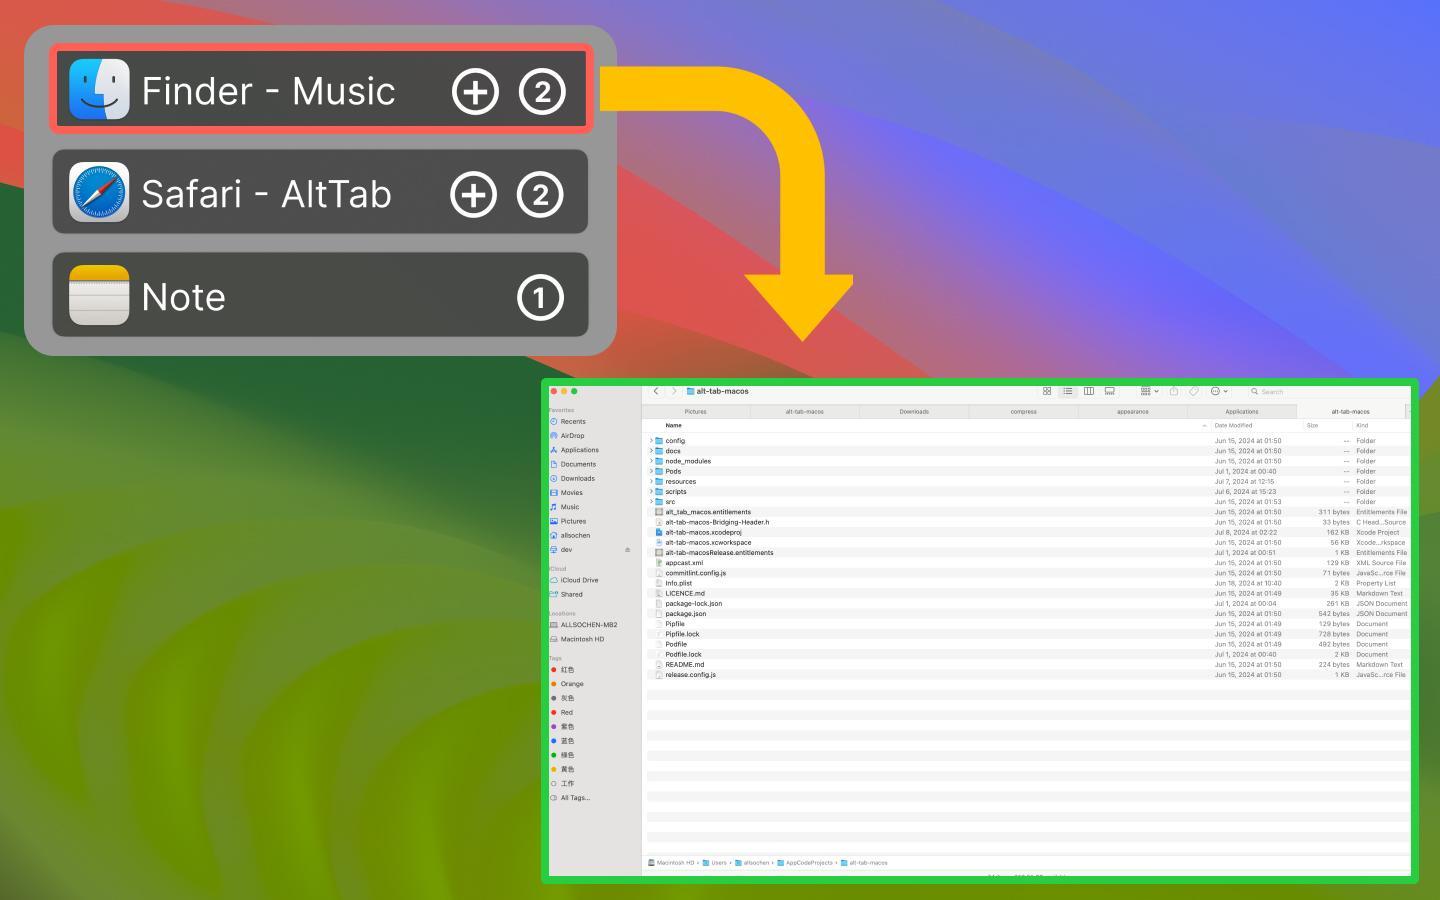 Finder - Music + 2
Safari - AltTab + 2
Note 1
alt-tab-macos
Search
Pictures alt-tab-macos Downloads compress appearance Applications alt-tab-macos
Name Date Modified Size Kind
config Jun 15, 2024 at 01:50 -- Folder
docs Jun 15, 2024 at 01:50 -- Folder
node_modules Jun 15, 2024 at 01:50 -- Folder
Pods Jul 1, 2024 at 00:40 -- Folder
resources Jul 7, 2024 at 12:15 -- Folder
scripts Jul 6, 2024 at 15:23 -- Folder
src Jun 15, 2024 at 01:53 -- Folder
alt_tab_macos.entitlements Jun 15, 2024 at 01:50 311 bytes Entitlements File
alt-tab-macos-Bridging-Header.h Jun 15, 2024 at 01:50 33 bytes C Head...Source
alt-tab-macos.xcodeproj Jul 8, 2024 at 02:22 162 KB Xcode Project
alt-tab-macos.xcworkspace Jun 15, 2024 at 01:50 56 KB Xcode...rkspace
alt-tab-macosRelease.entitlements Jul 1, 2024 at 00:51 1 KB Entitlements File
appcast.xml Jun 15, 2024 at 01:50 129 KB XML Source File
commitlint.config.js Jun 15, 2024 at 01:50 71 bytes JavaSc...rce File
Info.plist Jun 18, 2024 at 10:40 2 KB Property List
LICENCE.md Jun 15, 2024 at 01:49 35 KB Markdown Text
package-lock.json Jul 1, 2024 at 00:04 261 KB JSON Document
package.json Jun 15, 2024 at 01:50 542 bytes JSON Document
Pipfile Jun 15, 2024 at 01:49 129 bytes Document
Pipfile.lock Jun 15, 2024 at 01:49 728 bytes Document
Podfile Jun 15, 2024 at 01:49 492 bytes Document
Podfile.lock Jul 1, 2024 at 00:40 2 KB Document
README.md Jun 15, 2024 at 01:50 224 bytes Markdown Text
release.config.js Jun 15, 2024 at 01:50 1 KB JavaSc...rce File
Favorites
Recents
AirDrop
Applications
Documents
Downloads
Movies
Music
Pictures
allsochen
dev
iCloud
iCloud Drive
Shared
Locations
ALLSOCHEN-MB2
Macintosh HD
Tags
红色
Orange
灰色
Red
紫色
蓝色
绿色
黄色
工作
All Tags...
Macintosh HD › Users › allsochen › AppCodeProjects › alt-tab-macos